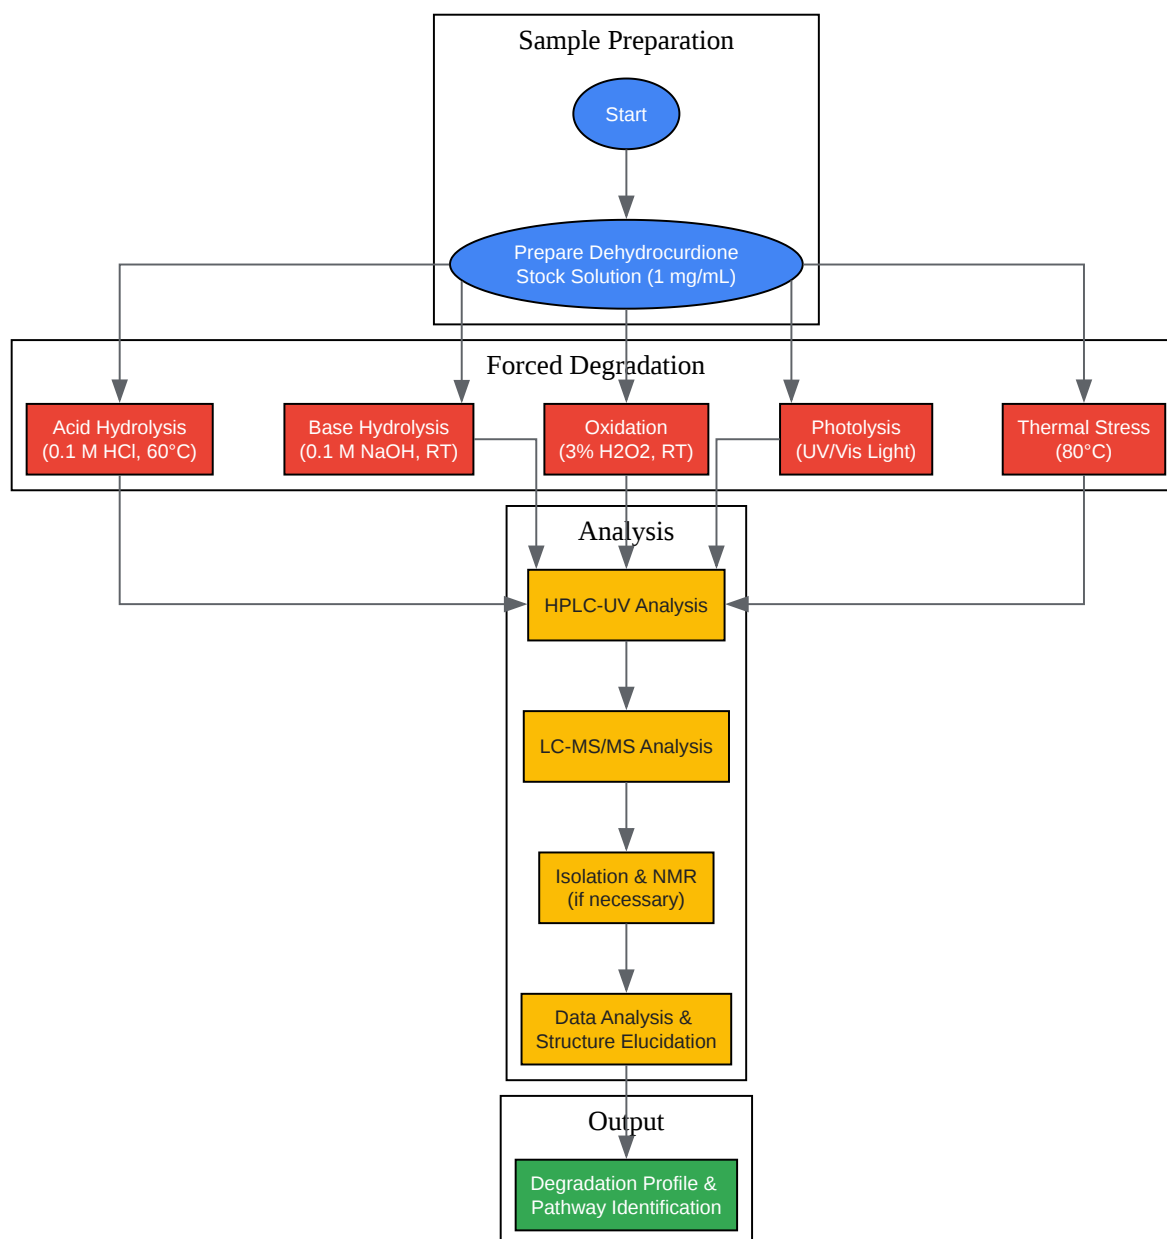 Sample Preparation
Start
Prepare Dehydrocurdione
Stock Solution (1 mg/mL)
Forced Degradation
Acid Hydrolysis
(0.1 M HCl, 60°C)
Base Hydrolysis
(0.1 M NaOH, RT)
Oxidation
(3% H2O2, RT)
Photolysis
(UV/Vis Light)
Thermal Stress
(80°C)
Analysis
HPLC-UV Analysis
LC-MS/MS Analysis
Isolation & NMR
(if necessary)
Data Analysis &
Structure Elucidation
Output
Degradation Profile &
Pathway Identification